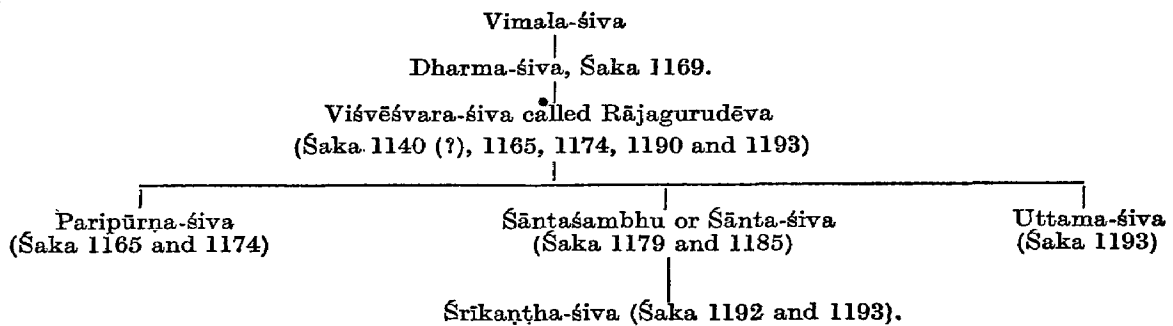 Vimala-śiva
Dharma-śiva, Śaka 1169.
Viśvēśvara-śiva called Rājagurudēva
(Śaka 1140 (?), 1165, 1174, 1190 and 1193)
Paripūrṇa-śiva Śāntaśambhu or Śānta-śiva Uttama-śiva
(Śaka 1165 and 1174) (Śaka 1179 and 1185) (Śaka 1193)
Śrīkaṇṭha-śiva (Śaka 1192 and 1193).